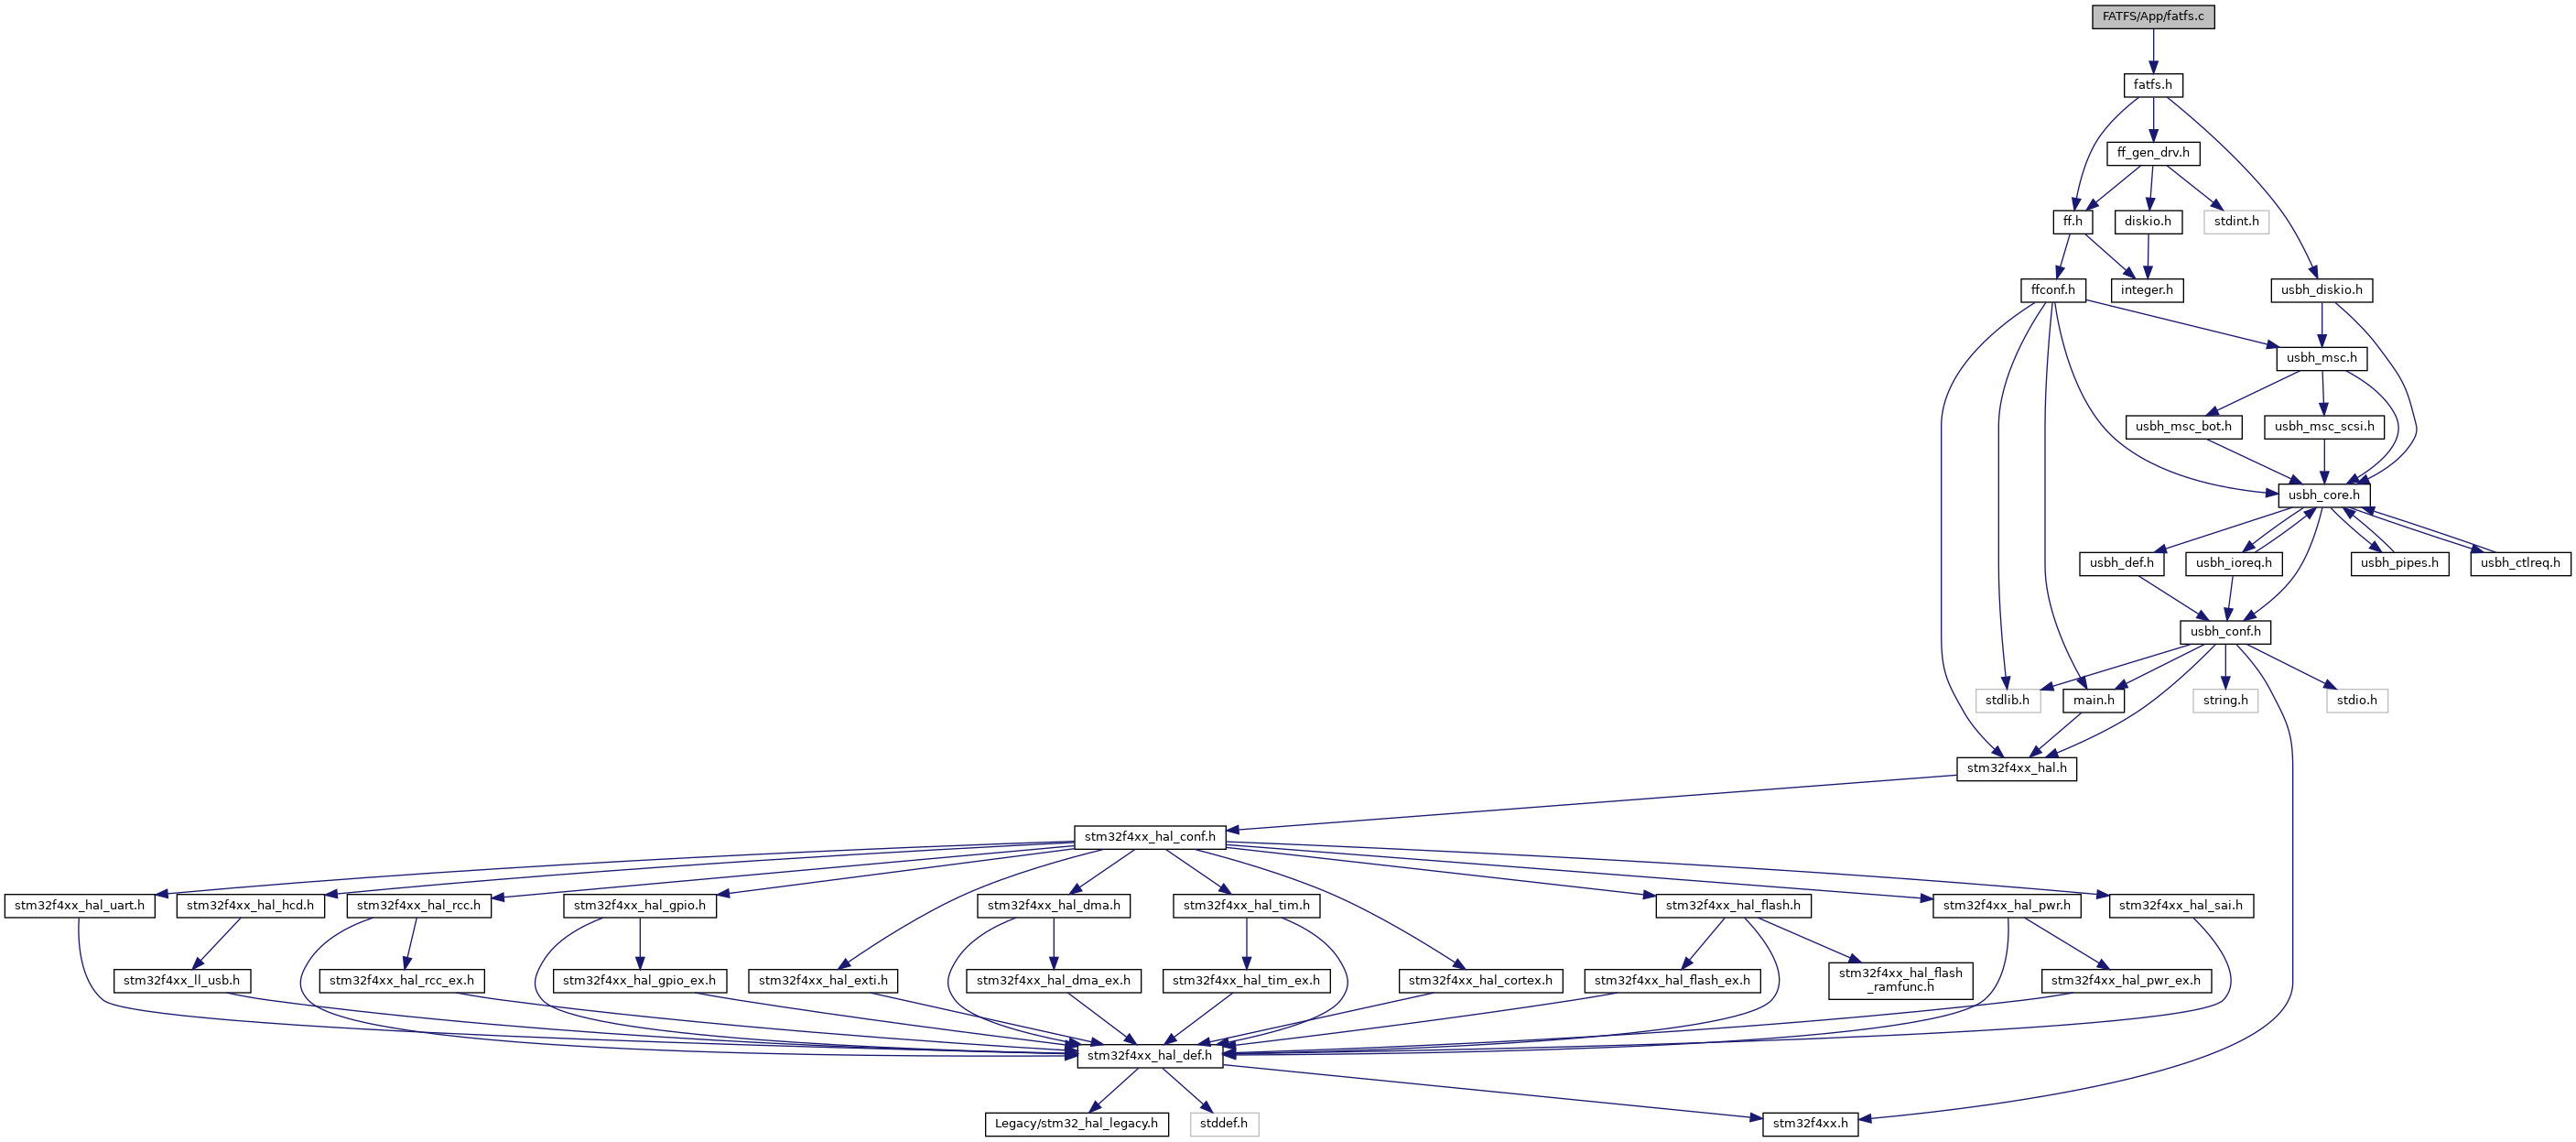 FATFS/App/fatfs.c
fatfs.h
ff_gen_drv.h
ff.h
diskio.h
stdint.h
ffconf.h
integer.h
usbh_diskio.h
usbh_msc.h
usbh_msc_bot.h
usbh_msc_scsi.h
usbh_core.h
usbh_def.h
usbh_ioreq.h
usbh_pipes.h
usbh_ctlreq.h
usbh_conf.h
stdlib.h
main.h
string.h
stdio.h
stm32f4xx_hal.h
stm32f4xx_hal_conf.h
stm32f4xx_hal_uart.h
stm32f4xx_hal_hcd.h
stm32f4xx_hal_rcc.h
stm32f4xx_hal_gpio.h
stm32f4xx_hal_dma.h
stm32f4xx_hal_tim.h
stm32f4xx_hal_flash.h
stm32f4xx_hal_pwr.h
stm32f4xx_hal_sai.h
stm32f4xx_ll_usb.h
stm32f4xx_hal_rcc_ex.h
stm32f4xx_hal_gpio_ex.h
stm32f4xx_hal_exti.h
stm32f4xx_hal_dma_ex.h
stm32f4xx_hal_tim_ex.h
stm32f4xx_hal_cortex.h
stm32f4xx_hal_flash_ex.h
stm32f4xx_hal_flash
_ramfunc.h
stm32f4xx_hal_pwr_ex.h
stm32f4xx_hal_def.h
Legacy/stm32_hal_legacy.h
stddef.h
stm32f4xx.h